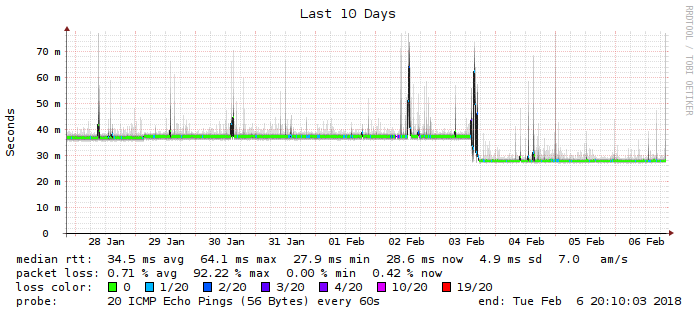 Last 10 Days
RRDTOOL / TOBI OETIKER
Seconds
70 m
60 m
50 m
40 m
30 m
20 m
10 m
0
28 Jan 29 Jan 30 Jan 31 Jan 01 Feb 02 Feb 03 Feb 04 Feb 05 Feb 06 Feb
median rtt: 34.5 ms avg 64.1 ms max 27.9 ms min 28.6 ms now 4.9 ms sd 7.0 am/s
packet loss: 0.71 % avg 92.22 % max 0.00 % min 0.42 % now
loss color: 0 1/20 2/20 3/20 4/20 10/20 19/20
probe: 20 ICMP Echo Pings (56 Bytes) every 60s end: Tue Feb 6 20:10:03 2018